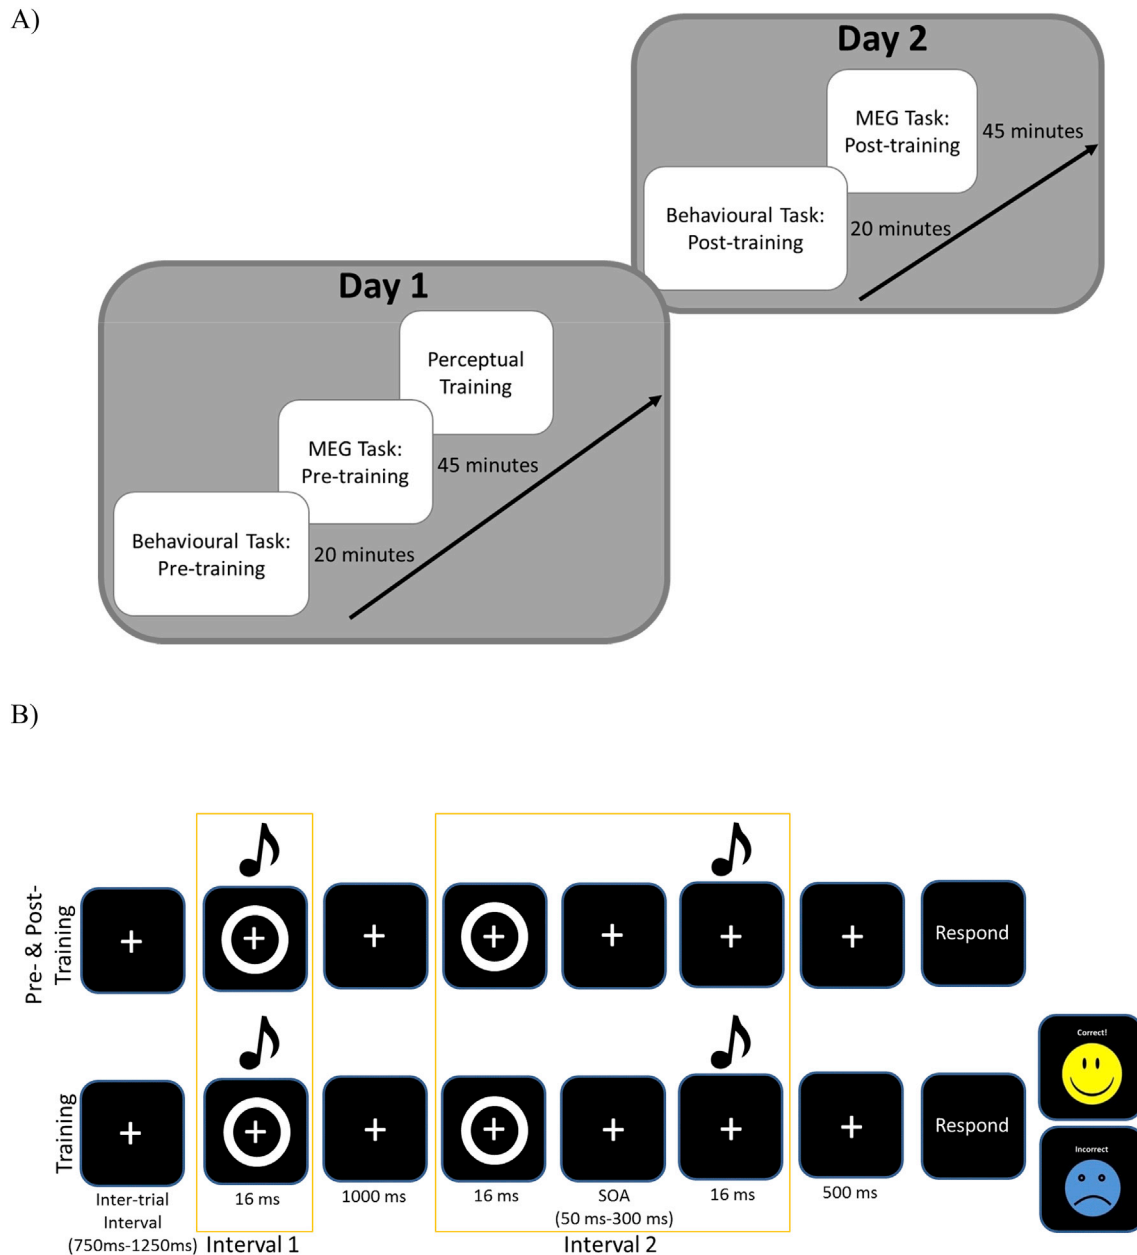 A)
Day 2
MEG Task:
Post-training
45 minutes
Behavioural Task:
Post-training
20 minutes
Day 1
Perceptual
Training
MEG Task:
Pre-training
45 minutes
Behavioural Task:
Pre-training
20 minutes
B)
Pre- & Post-
Training
Respond
Training
Respond
Correct!
Incorrect
Inter-trial
Interval
(750ms-1250ms)
16 ms
1000 ms
16 ms
SOA
(50 ms-300 ms)
16 ms
500 ms
Interval 1
Interval 2